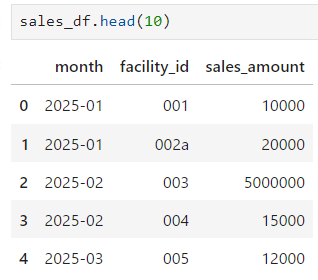 sales_df.head(10)
month facility_id sales_amount
0 2025-01 001 10000
1 2025-01 002a 20000
2 2025-02 003 5000000
3 2025-02 004 15000
4 2025-03 005 12000